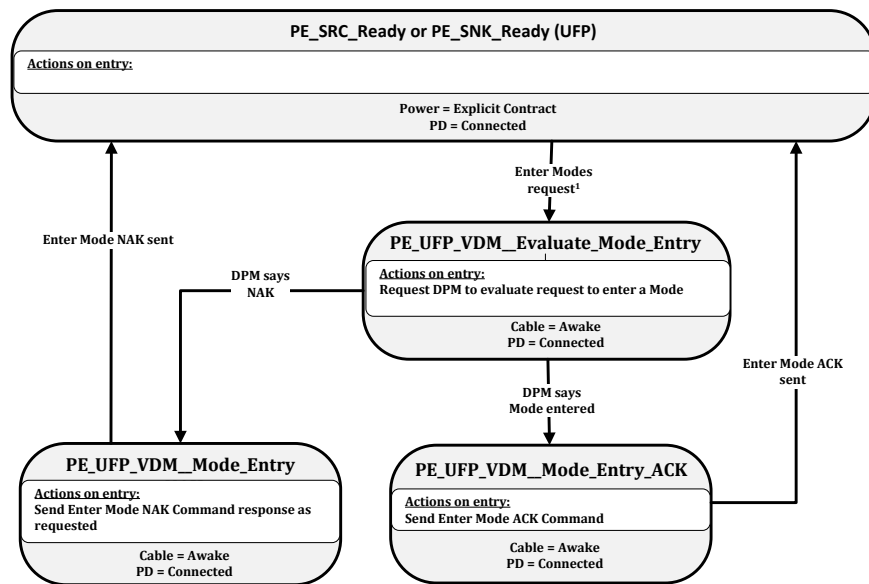 PE_SRC_Ready or PE_SNK_Ready (UFP)
Actions on entry:
Power = Explicit Contract
PD = Connected
Enter Modes
request¹
Enter Mode NAK sent
PE_UFP_VDM__Evaluate_Mode_Entry
Actions on entry:
Request DPM to evaluate request to enter a Mode
Cable = Awake
PD = Connected
DPM says
NAK
Enter Mode ACK
sent
DPM says
Mode entered
PE_UFP_VDM__Mode_Entry
Actions on entry:
Send Enter Mode NAK Command response as
requested
Cable = Awake
PD = Connected
PE_UFP_VDM__Mode_Entry_ACK
Actions on entry:
Send Enter Mode ACK Command
Cable = Awake
PD = Connected